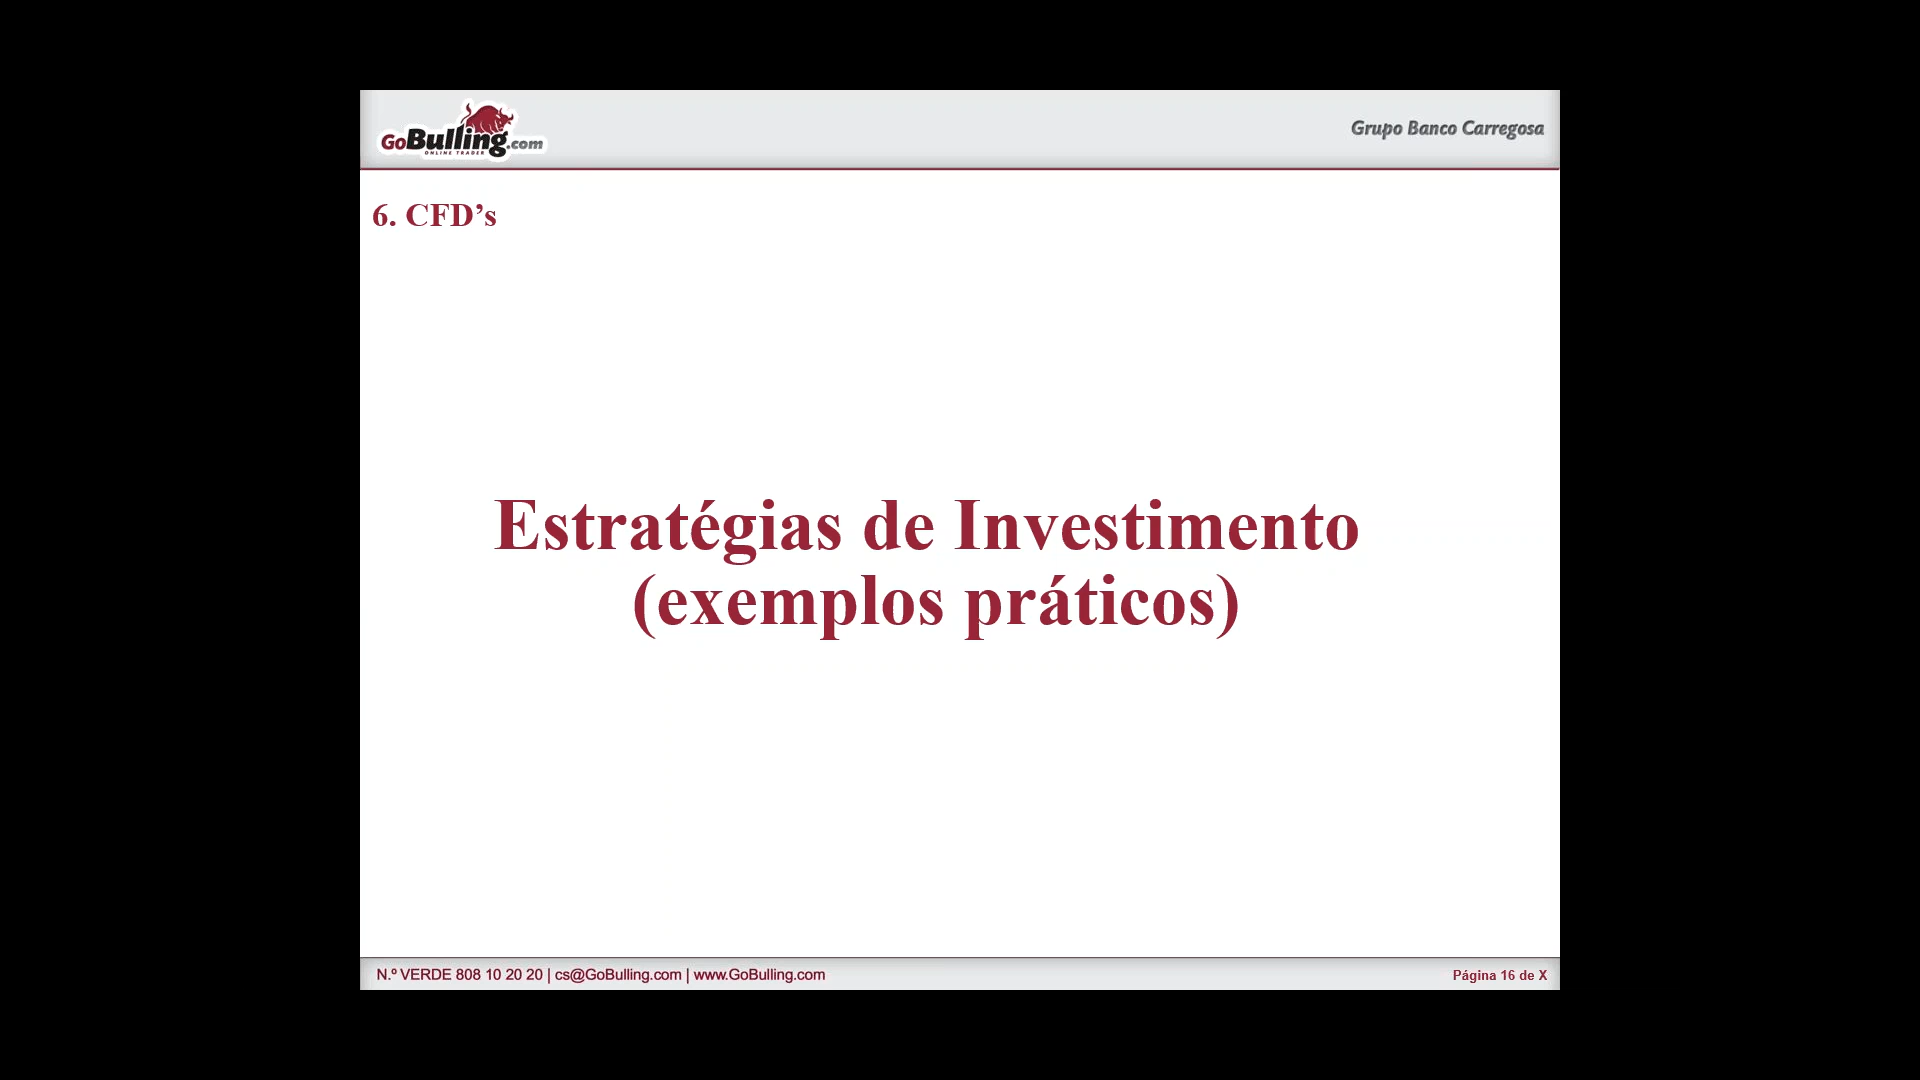 GoBulling.com
ONLINE TRADER
Grupo Banco Carregosa
6. CFD’s
Estratégias de Investimento
(exemplos práticos)
N.º VERDE 808 10 20 20 | cs@GoBulling.com | www.GoBulling.com
Página 16 de X